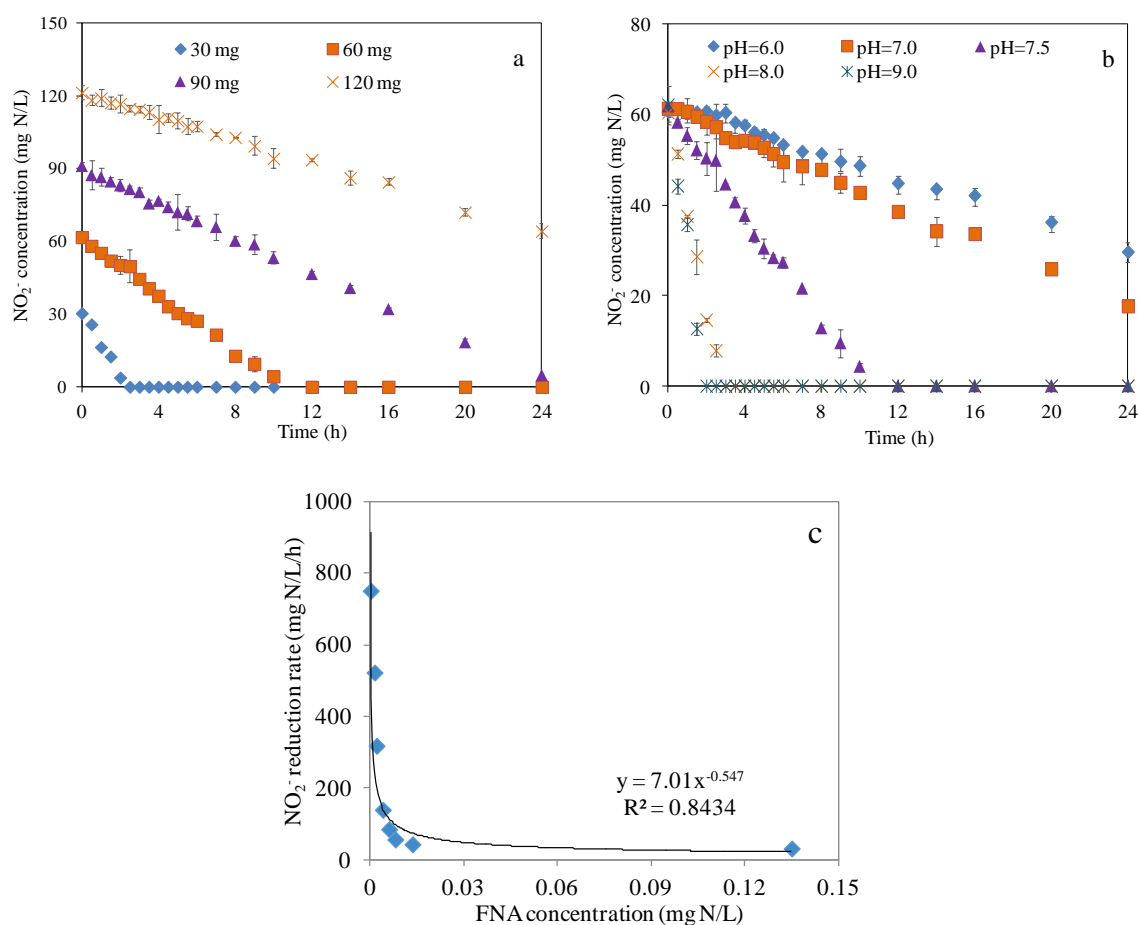 a
30 mg
60 mg
90 mg
120 mg
NO₂⁻ concentration (mg N/L)
150
120
90
60
30
0
0 4 8 12 16 20 24
Time (h)
b
pH=6.0
pH=7.0
pH=7.5
pH=8.0
pH=9.0
NO₂⁻ concentration (mg N/L)
80
60
40
20
0
0 4 8 12 16 20 24
Time (h)
c
NO₂⁻ reduction rate (mg N/L/h)
1000
800
600
400
200
0
y = 7.01x⁻⁰·⁵⁴⁷
R² = 0.8434
0 0.03 0.06 0.09 0.12 0.15
FNA concentration (mg N/L)